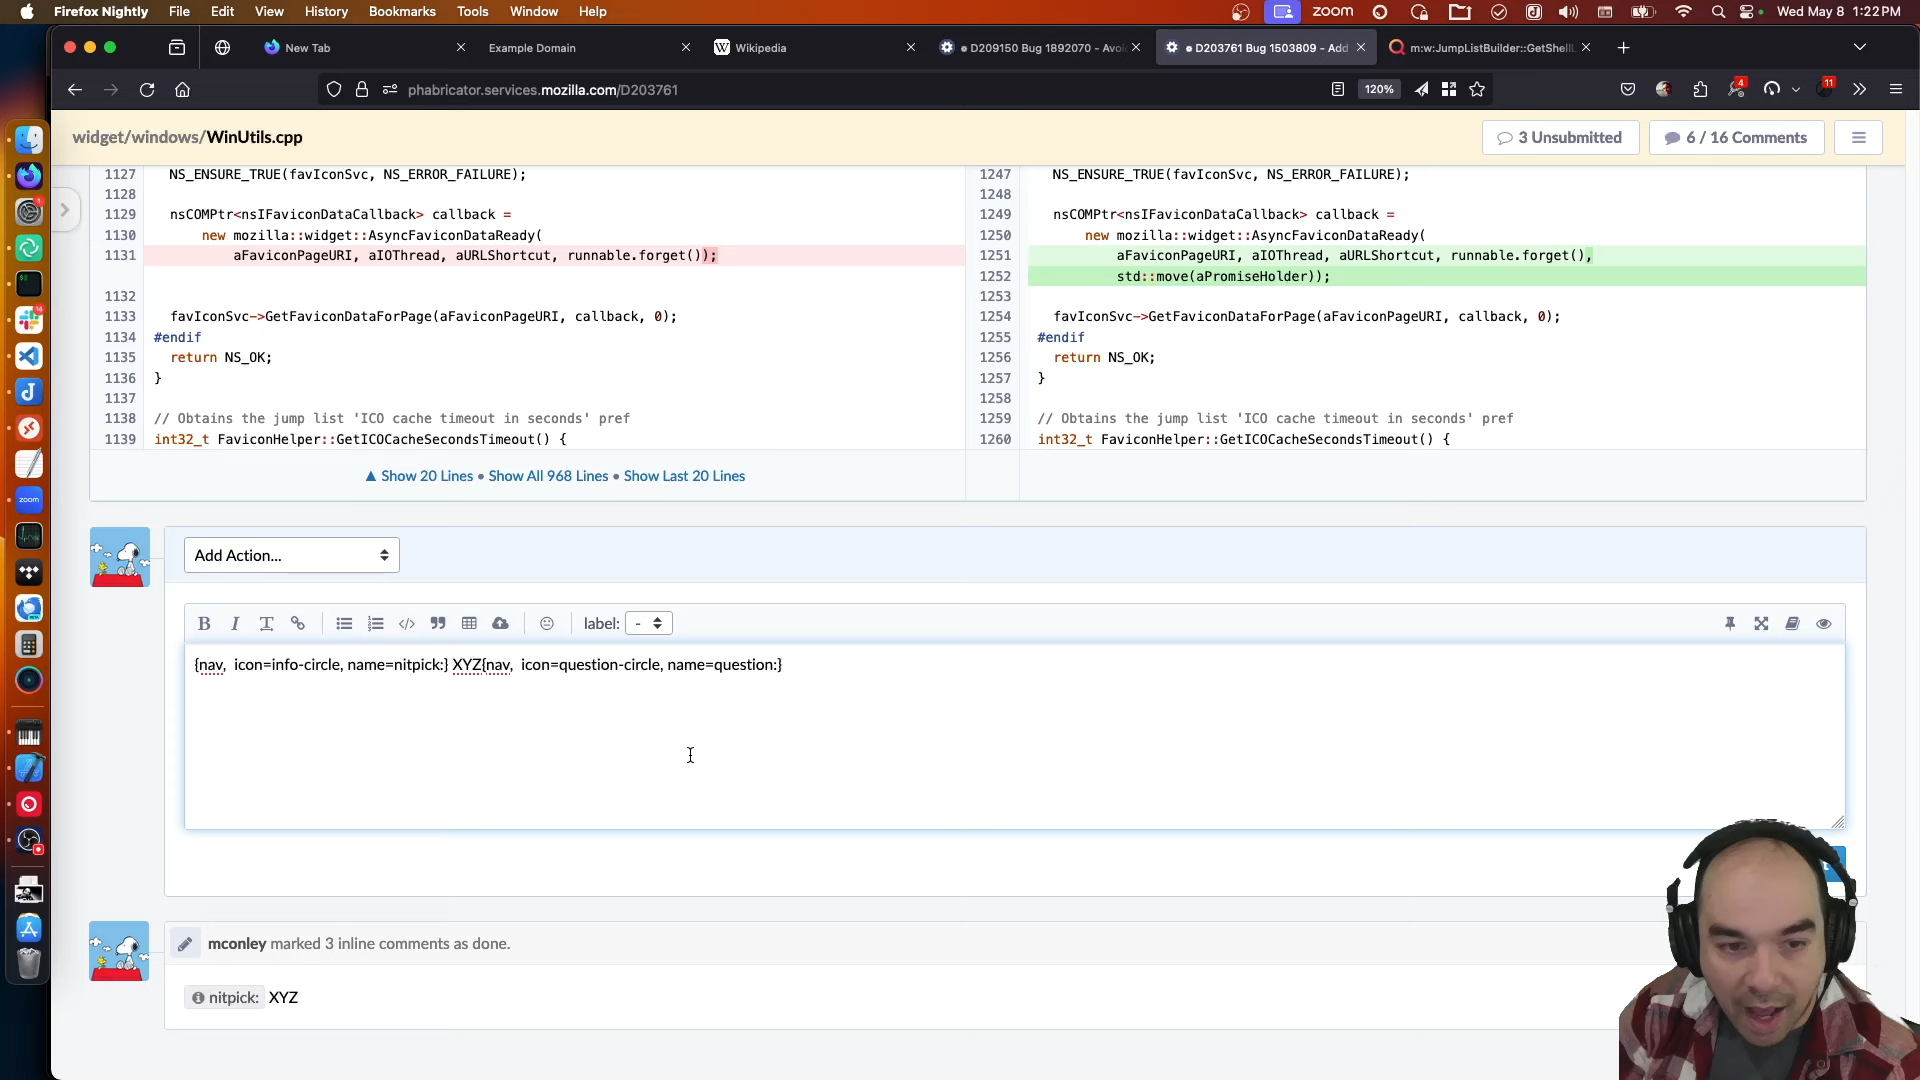 Firefox Nightly File Edit View History Bookmarks Tools Window Help zoom Wed May 8 1:22 PM
New Tab Example Domain Wikipedia • D209150 Bug 1892070 - Avoi • D203761 Bug 1503809 - Add m:w:JumpListBuilder::GetShellL
phabricator.services.mozilla.com/D203761 120% 4 11
widget/windows/WinUtils.cpp 3 Unsubmitted 6 / 16 Comments
1127 NS_ENSURE_TRUE(favIconSvc, NS_ERROR_FAILURE); 1247 NS_ENSURE_TRUE(favIconSvc, NS_ERROR_FAILURE);
1128 1248
1129 nsCOMPtr<nsIFaviconDataCallback> callback = 1249 nsCOMPtr<nsIFaviconDataCallback> callback =
1130 new mozilla::widget::AsyncFaviconDataReady( 1250 new mozilla::widget::AsyncFaviconDataReady(
1131 aFaviconPageURI, aIOThread, aURLShortcut, runnable.forget()); 1251 aFaviconPageURI, aIOThread, aURLShortcut, runnable.forget(),
1252 std::move(aPromiseHolder));
1132 1253
1133 favIconSvc->GetFaviconDataForPage(aFaviconPageURI, callback, 0); 1254 favIconSvc->GetFaviconDataForPage(aFaviconPageURI, callback, 0);
1134 #endif 1255 #endif
1135 return NS_OK; 1256 return NS_OK;
1136 } 1257 }
1137 1258
1138 // Obtains the jump list 'ICO cache timeout in seconds' pref 1259 // Obtains the jump list 'ICO cache timeout in seconds' pref
1139 int32_t FaviconHelper::GetICOCacheSecondsTimeout() { 1260 int32_t FaviconHelper::GetICOCacheSecondsTimeout() {
▲ Show 20 Lines • Show All 968 Lines • Show Last 20 Lines
Add Action...
B I T label: -
{nav, icon=info-circle, name=nitpick:} XYZ{nav, icon=question-circle, name=question:}
mconley marked 3 inline comments as done.
nitpick: XYZ